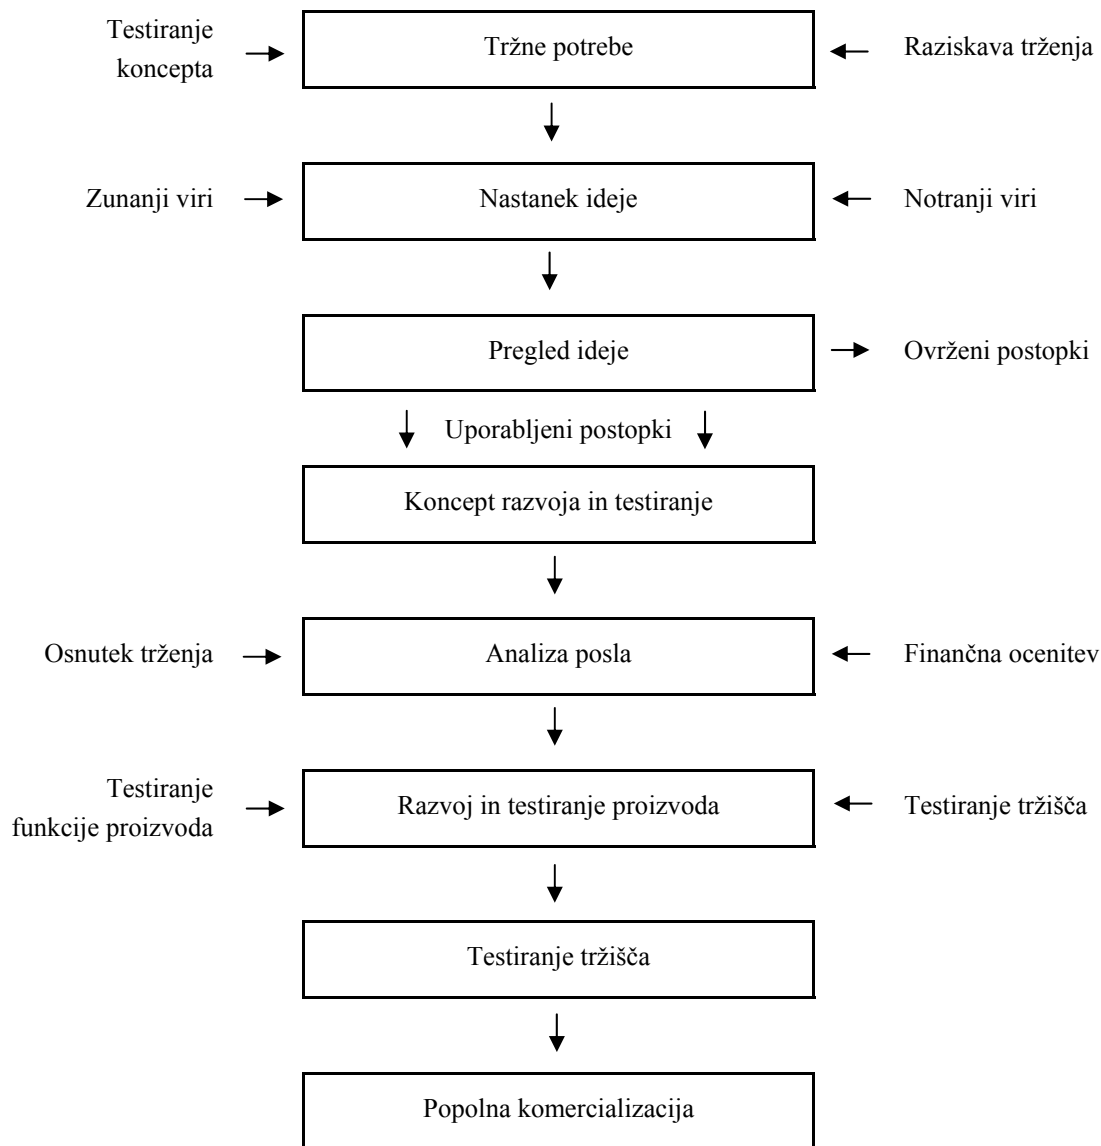 Testiranje
koncepta
Tržne potrebe
Raziskava trženja
Zunanji viri
Nastanek ideje
Notranji viri
Pregled ideje
Ovrženi postopki
Uporabljeni postopki
Koncept razvoja in testiranje
Osnutek trženja
Analiza posla
Finančna ocenitev
Testiranje
funkcije proizvoda
Razvoj in testiranje proizvoda
Testiranje tržišča
Testiranje tržišča
Popolna komercializacija